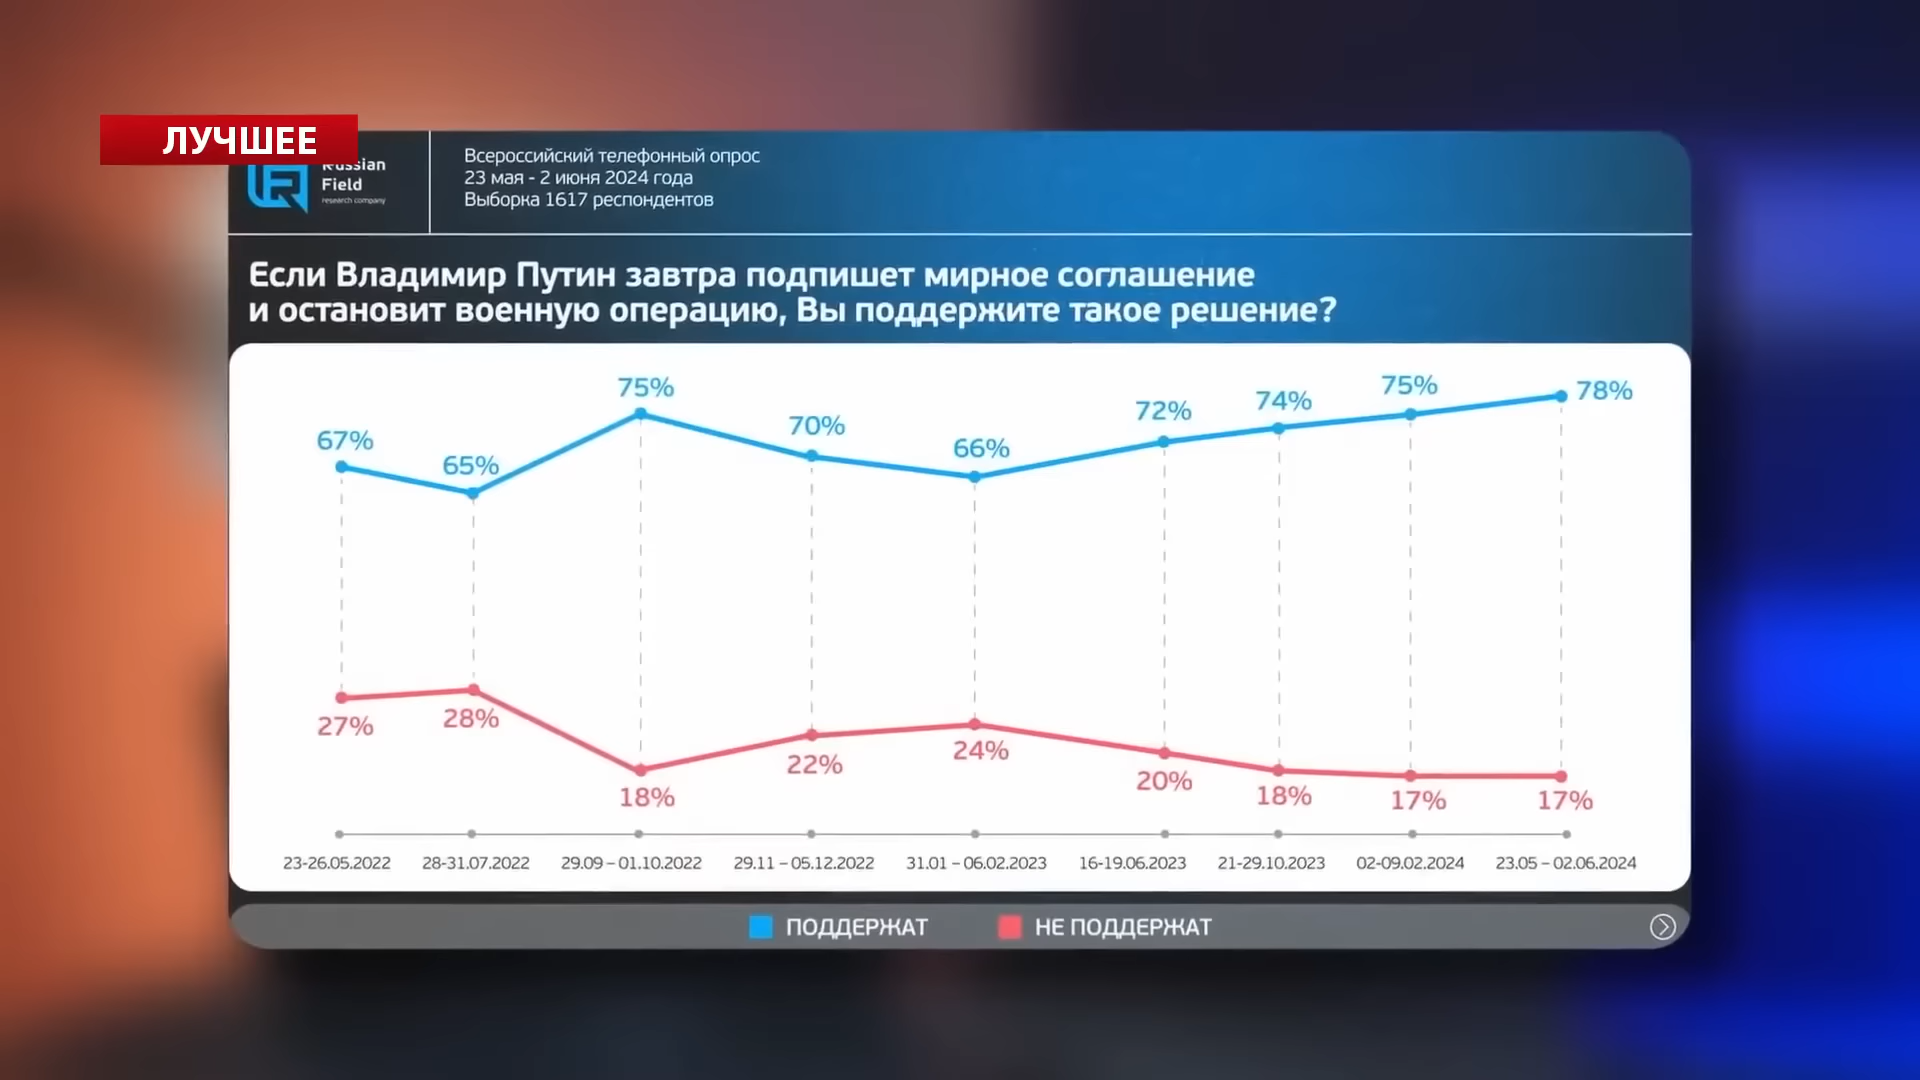 ЛУЧШЕЕ
Russian
Field
research company
Всероссийский телефонный опрос
23 мая - 2 июня 2024 года
Выборка 1617 респондентов
Если Владимир Путин завтра подпишет мирное соглашение
и остановит военную операцию, Вы поддержите такое решение?
67% 65% 75% 70% 66% 72% 74% 75% 78%
27% 28% 18% 22% 24% 20% 18% 17% 17%
23-26.05.2022 28-31.07.2022 29.09 – 01.10.2022 29.11 – 05.12.2022 31.01 – 06.02.2023 16-19.06.2023 21-29.10.2023 02-09.02.2024 23.05 – 02.06.2024
ПОДДЕРЖАТ НЕ ПОДДЕРЖАТ